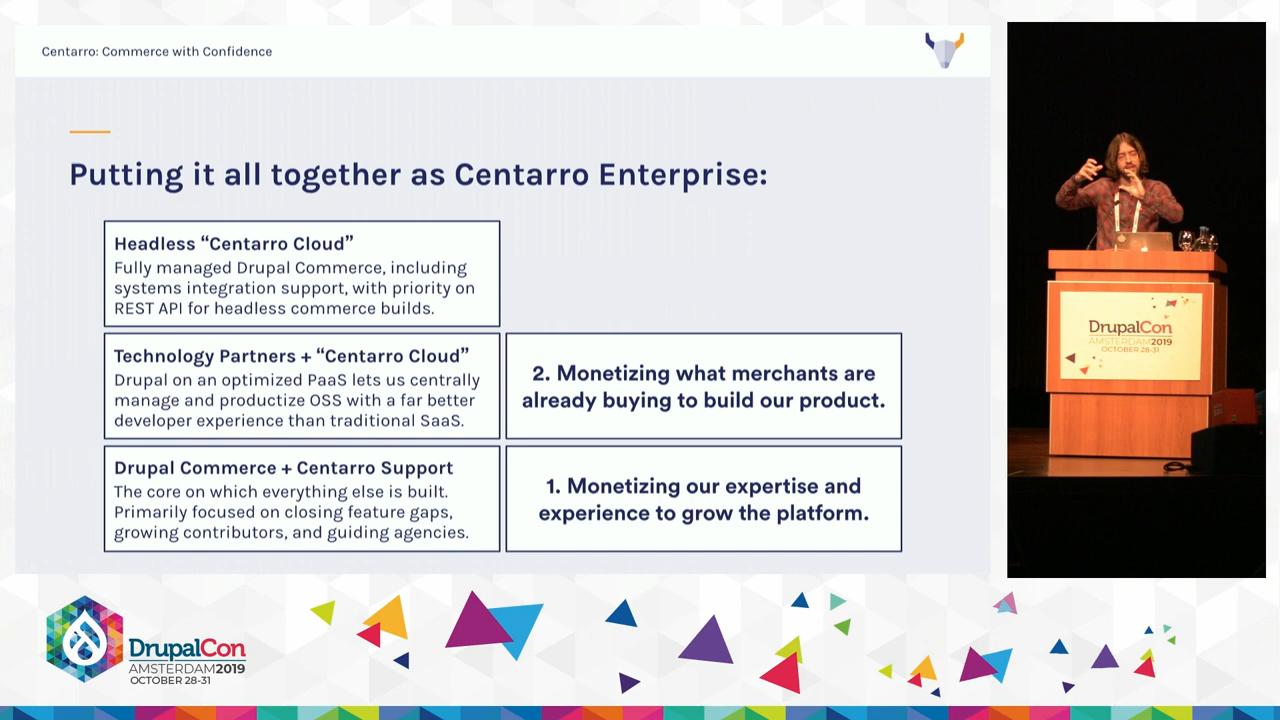 Centarro: Commerce with Confidence
Putting it all together as Centarro Enterprise:
Headless “Centarro Cloud”
Fully managed Drupal Commerce, including
systems integration support, with priority on
REST API for headless commerce builds.
Technology Partners + “Centarro Cloud”
Drupal on an optimized PaaS lets us centrally
manage and productize OSS with a far better
developer experience than traditional SaaS.
2. Monetizing what merchants are
already buying to build our product.
Drupal Commerce + Centarro Support
The core on which everything else is built.
Primarily focused on closing feature gaps,
growing contributors, and guiding agencies.
1. Monetizing our expertise and
experience to grow the platform.
DrupalCon
AMSTERDAM2019
OCTOBER 28-31
DrupalCon
AMSTERDAM2019
OCTOBER 28-31